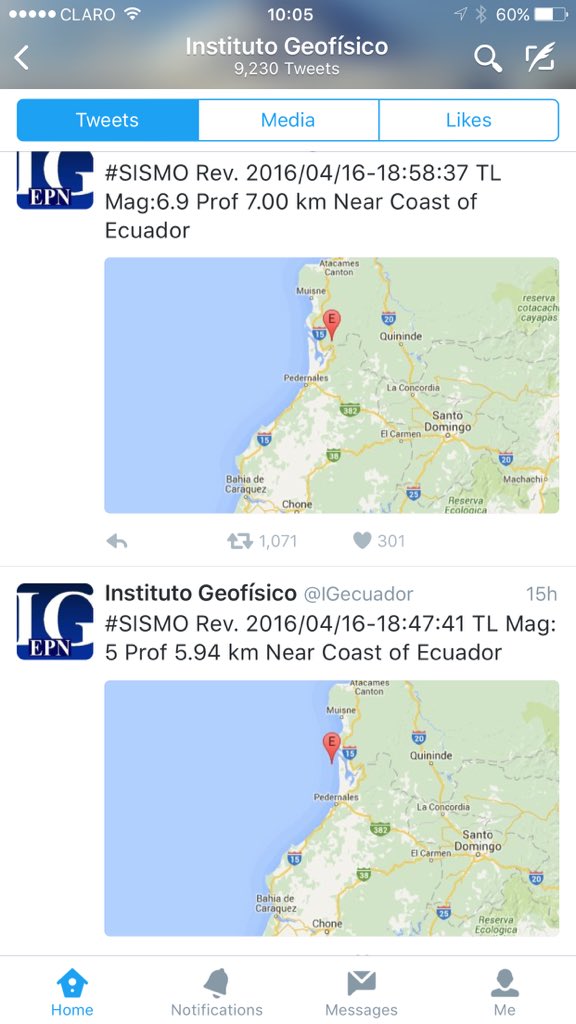 CLARO 10:05 60%
Instituto Geofísico
9,230 Tweets
Tweets Media Likes
IG
EPN
#SISMO Rev. 2016/04/16-18:58:37 TL
Mag:6.9 Prof 7.00 km Near Coast of
Ecuador
Atacames
Canton
Muisne
reserva
cotacach
cayapas
E
15
20
Quininde
Pedernales
La Concordia
382
Santo
Domingo
El Carmen
15
38
20
Bahia de
Caraquez
25
Machachi
Chone
Reserva
Ecologica
1,071 301
IG
EPN
Instituto Geofísico @IGecuador 15h
#SISMO Rev. 2016/04/16-18:47:41 TL Mag:
5 Prof 5.94 km Near Coast of Ecuador
Atacames
Canton
Muisne
E
15
20
Quininde
Pedernales
La Concordia
382
Santo
Domingo
El Carmen
15
38
20
Bahia de
Caraquez
25
Chone
Reserva
Ecologica
Home Notifications Messages Me